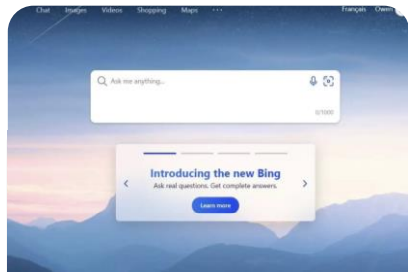 Chat Images Videos Shopping Maps ...
Français Owen
Ask me anything...
0/1000
Introducing the new Bing
Ask real questions. Get complete answers.
Learn more